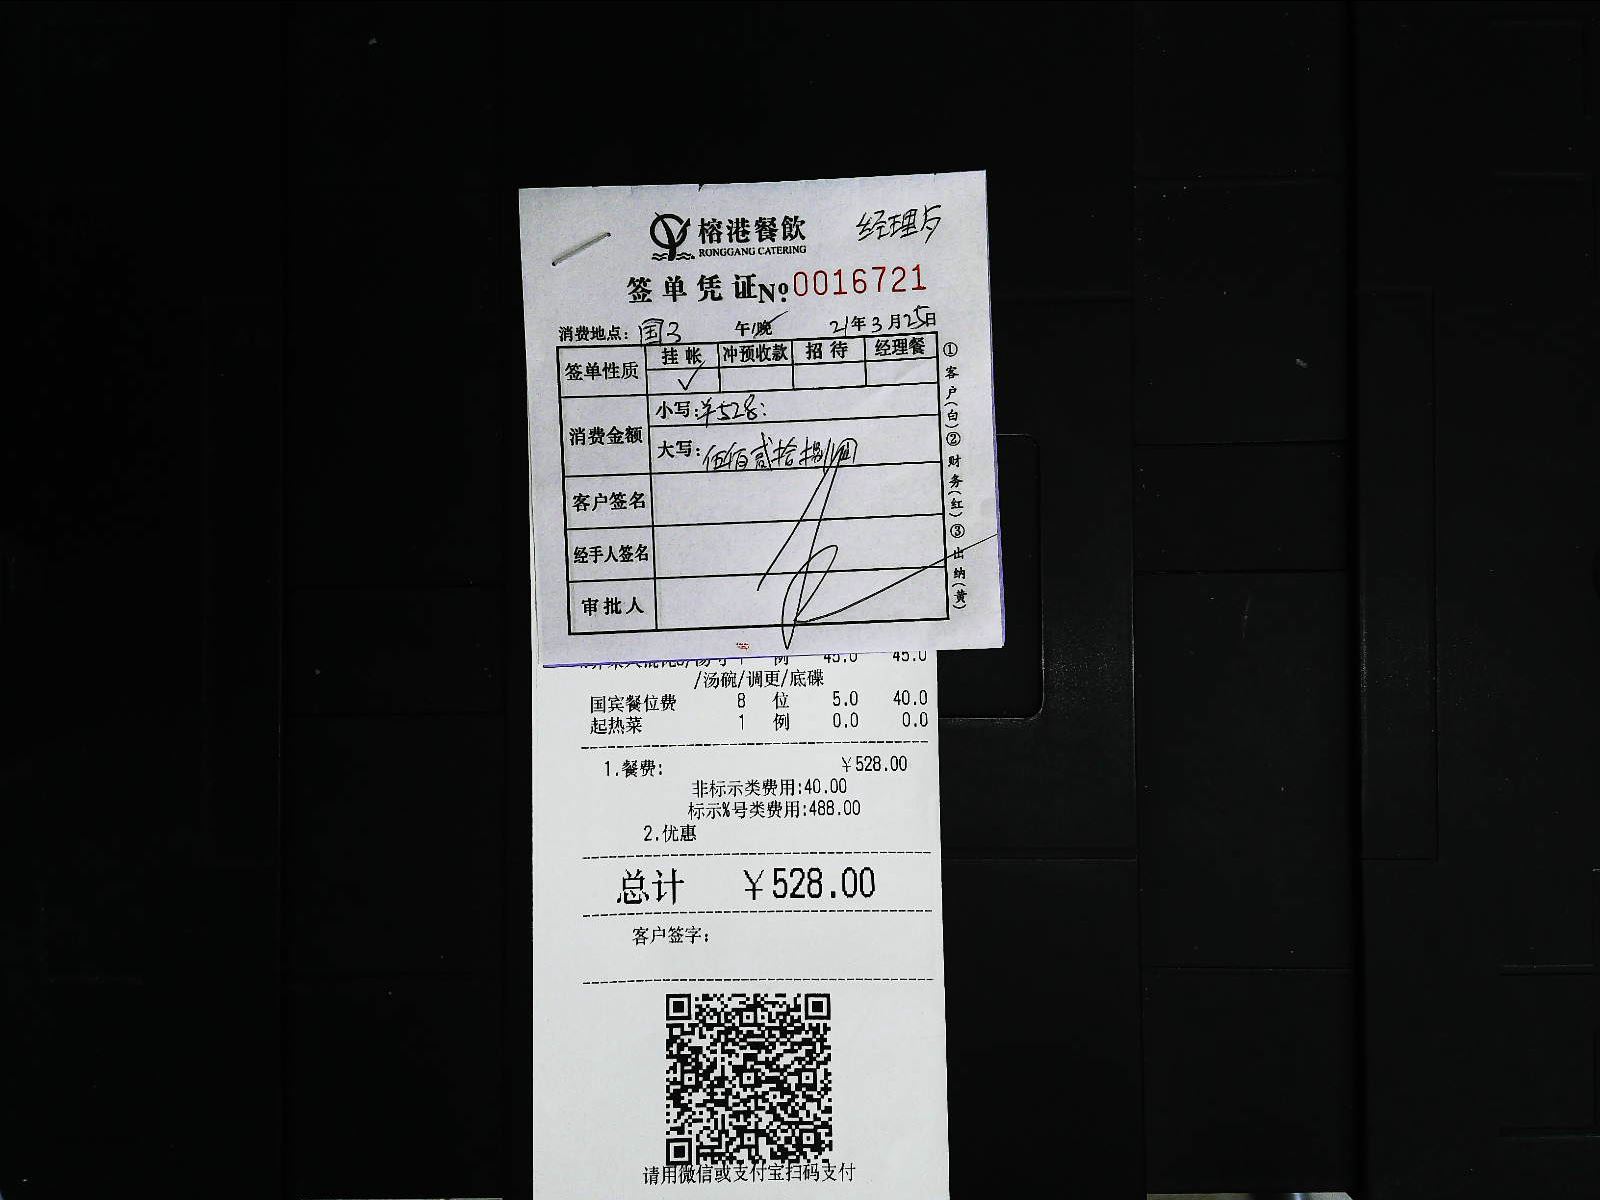 榕港餐飲
RONGGANG CATERING
经理与
签单凭证 Nº 0016721
消费地点: 国3 午/晚 21年3月25日
签单性质 挂帐 冲预收款 招待 经理餐
✓
消费金额 小写:¥528:
大写:伍佰贰拾捌圆
客户签名
经手人签名
审批人
①客户(白)②财务(红)③出纳(黄)
例 45.0 45.0
/汤碗/调更/底碟
国宾餐位费 8 位 5.0 40.0
起热菜 1 例 0.0 0.0
1.餐费: ¥528.00
非标示类费用:40.00
标示%号类费用:488.00
2.优惠
总计 ¥528.00
客户签字:
请用微信或支付宝扫码支付